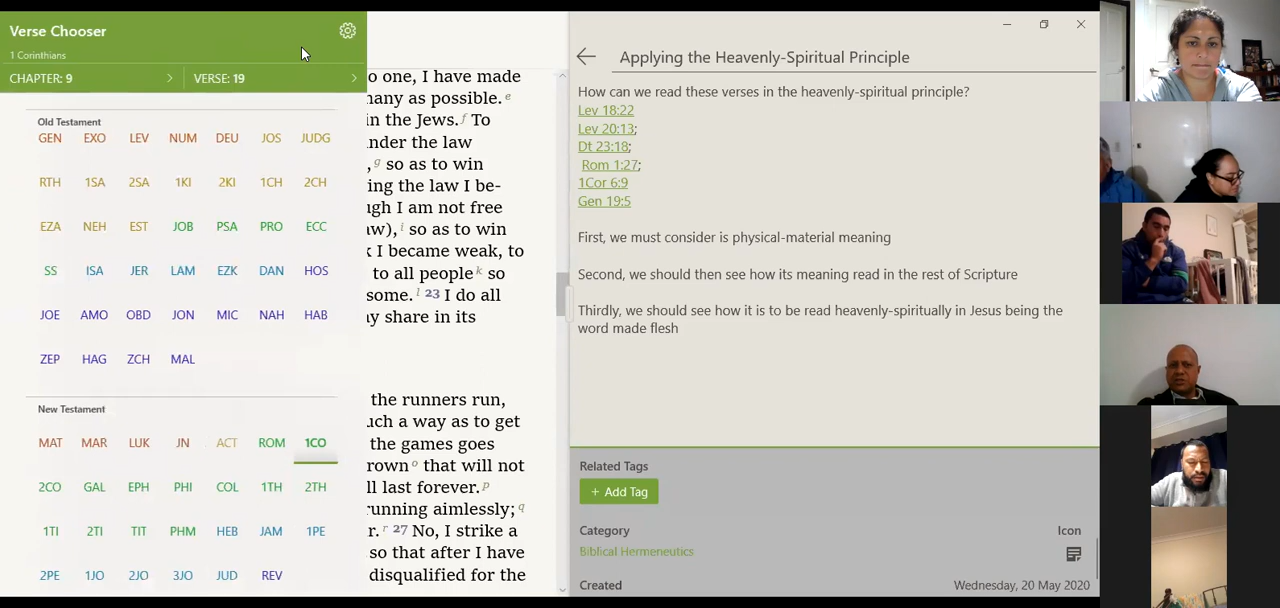 Verse Chooser
1 Corinthians
CHAPTER: 9
VERSE: 19
Old Testament
GEN EXO LEV NUM DEU JOS JUDG
RTH 1SA 2SA 1KI 2KI 1CH 2CH
EZA NEH EST JOB PSA PRO ECC
SS ISA JER LAM EZK DAN HOS
JOE AMO OBD JON MIC NAH HAB
ZEP HAG ZCH MAL
New Testament
MAT MAR LUK JN ACT ROM 1CO
2CO GAL EPH PHI COL 1TH 2TH
1TI 2TI TIT PHM HEB JAM 1PE
2PE 1JO 2JO 3JO JUD REV
o one, I have made
many as possible. e
in the Jews. f To
nder the law
, g so as to win
ing the law I be-
ugh I am not free
aw), i so as to win
k I became weak, to
to all people k so
some. l 23 I do all
y share in its
the runners run,
uch a way as to get
the games goes
rown o that will not
ll last forever. p
running aimlessly; q
r. r 27 No, I strike a
so that after I have
disqualified for the
Applying the Heavenly-Spiritual Principle
How can we read these verses in the heavenly-spiritual principle?
Lev 18:22
Lev 20:13;
Dt 23:18;
Rom 1:27;
1Cor 6:9
Gen 19:5
First, we must consider is physical-material meaning
Second, we should then see how its meaning read in the rest of Scripture
Thirdly, we should see how it is to be read heavenly-spiritually in Jesus being the
word made flesh
Related Tags
+ Add Tag
Category
Icon
Biblical Hermeneutics
Created
Wednesday, 20 May 2020